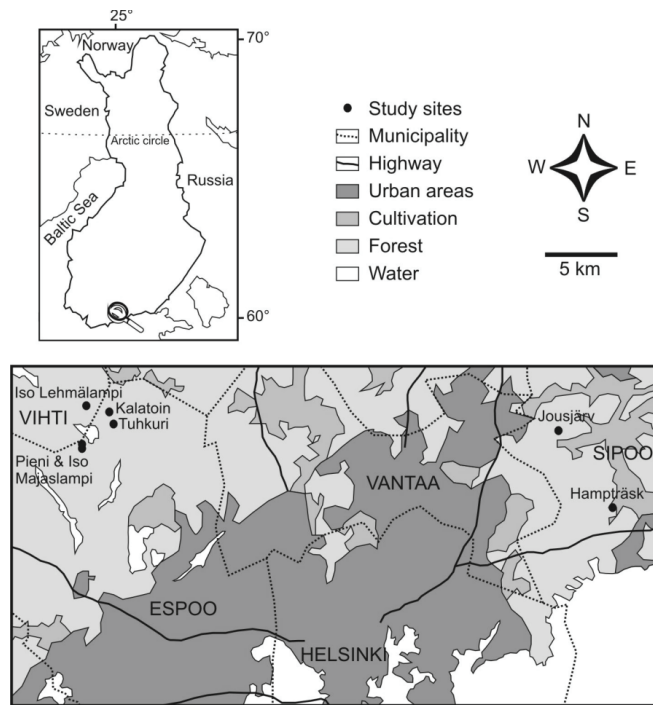 25°
Norway
70°
Sweden
Arctic circle
Russia
Baltic Sea
60°
Study sites
Municipality
Highway
Urban areas
Cultivation
Forest
Water
N
W
E
S
5 km
Iso Lehmälampi
Kalatoin
VIHTI
Tuhkuri
Pieni & Iso
Majaslampi
Jousjärv
SIPOO
VANTAA
Hampträsk
ESPOO
HELSINKI